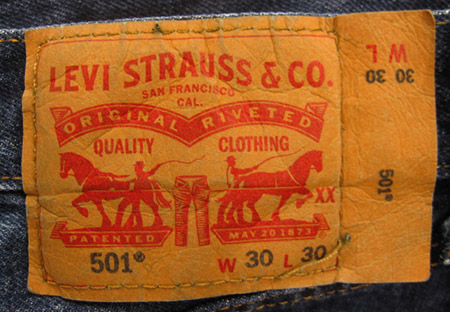 LEVI STRAUSS & CO.
SAN FRANCISCO
CAL.
ORIGINAL RIVETED
QUALITY CLOTHING
XX
PATENTED MAY 20 1873
501® W 30 L 30
W L
30 30
501®